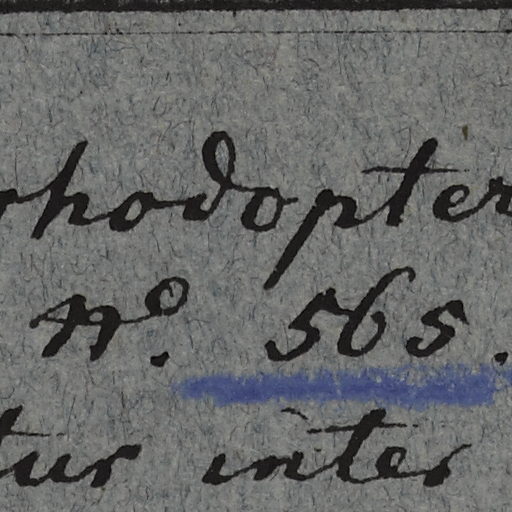 rhodopter
Nº. 565.
tur inter